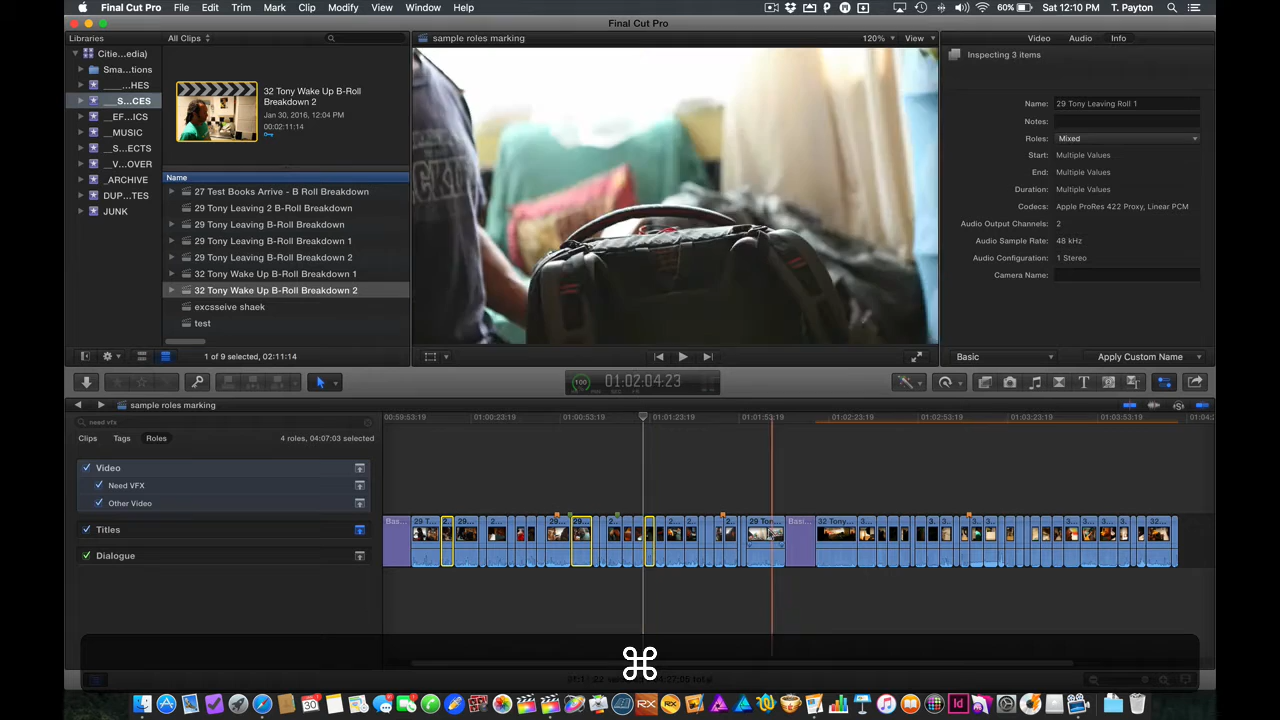 Final Cut Pro File Edit Trim Mark Clip Modify View Window Help 60% Sat 12:10 PM T. Payton
Final Cut Pro
Libraries
Citie...edia)
Sma...tions
____...HES
___S...CES
__EF...ICS
__MUSIC
__S...ECTS
__V...OVER
_ARCHIVE
DUP...TES
JUNK
All Clips
32 Tony Wake Up B-Roll
Breakdown 2
Jan 30, 2016, 12:04 PM
00:02:11:14
Name
27 Test Books Arrive - B Roll Breakdown
29 Tony Leaving 2 B-Roll Breakdown
29 Tony Leaving B-Roll Breakdown
29 Tony Leaving B-Roll Breakdown 1
29 Tony Leaving B-Roll Breakdown 2
32 Tony Wake Up B-Roll Breakdown 1
32 Tony Wake Up B-Roll Breakdown 2
excsseive shaek
test
1 of 9 selected, 02:11:14
sample roles marking 120% View
Video Audio Info
Inspecting 3 items
Name: 29 Tony Leaving Roll 1
Notes:
Roles: Mixed
Start: Multiple Values
End: Multiple Values
Duration: Multiple Values
Codecs: Apple ProRes 422 Proxy, Linear PCM
Audio Output Channels: 2
Audio Sample Rate: 48 kHz
Audio Configuration: 1 Stereo
Camera Name:
Basic Apply Custom Name
100 01:02:04:23
sample roles marking
need vfx
Clips Tags Roles 4 roles, 04:07:03 selected
Video
Need VFX
Other Video
Titles
Dialogue
00:59:53:19 01:00:23:19 01:00:53:19 01:01:23:19 01:01:53:19 01:02:23:19 01:02:53:19 01:03:23:19 01:03:53:19
⌘